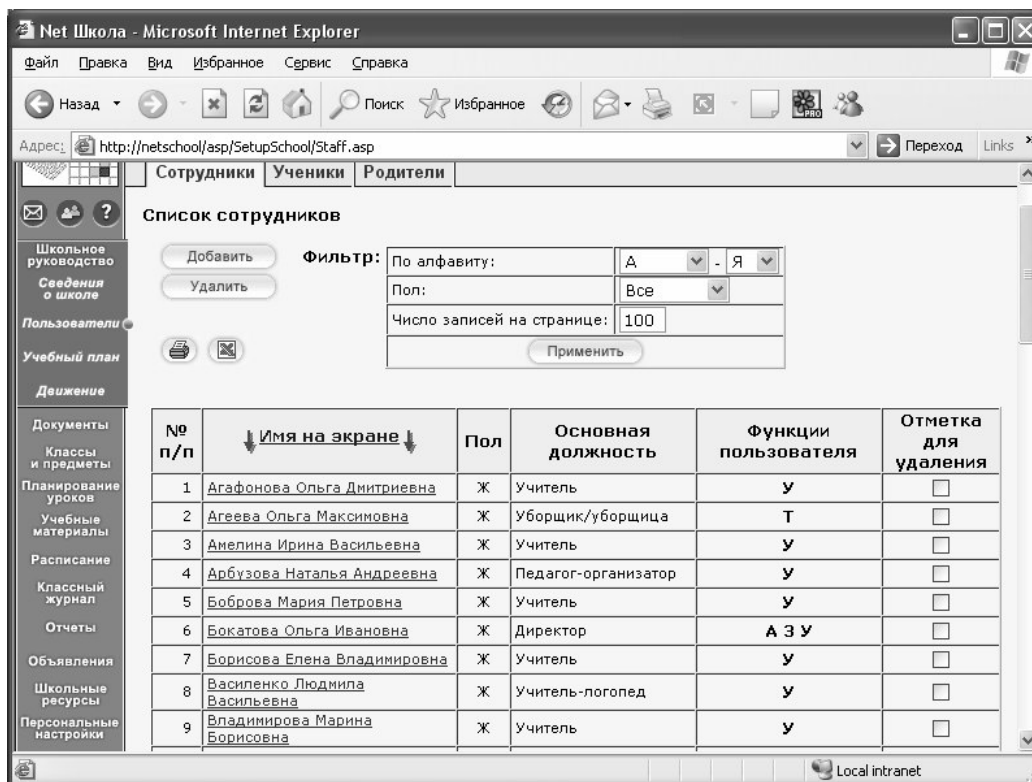 Net Школа - Microsoft Internet Explorer
Файл Правка Вид Избранное Сервис Справка
Назад Поиск Избранное PRO
Адрес: http://netschool/asp/SetupSchool/Staff.asp Переход Links »
Сотрудники Ученики Родители
?
Список сотрудников
Школьное
руководство
Сведения
о школе
Пользователи
Учебный план
Движение
Документы
Классы
и предметы
Планирование
уроков
Учебные
материалы
Расписание
Классный
журнал
Отчеты
Объявления
Школьные
ресурсы
Персональные
настройки
Добавить
Удалить
Фильтр:
По алфавиту: А - Я
Пол: Все
Число записей на странице: 100
Применить
№ п/п Имя на экране Пол Основная должность Функции пользователя Отметка для удаления
1 Агафонова Ольга Дмитриевна Ж Учитель У
2 Агеева Ольга Максимовна Ж Уборщик/уборщица Т
3 Амелина Ирина Васильевна Ж Учитель У
4 Арбузова Наталья Андреевна Ж Педагог-организатор У
5 Боброва Мария Петровна Ж Учитель У
6 Бокатова Ольга Ивановна Ж Директор А З У
7 Борисова Елена Владимировна Ж Учитель У
8 Василенко Людмила Васильевна Ж Учитель-логопед У
9 Владимирова Марина Борисовна Ж Учитель У
Local intranet